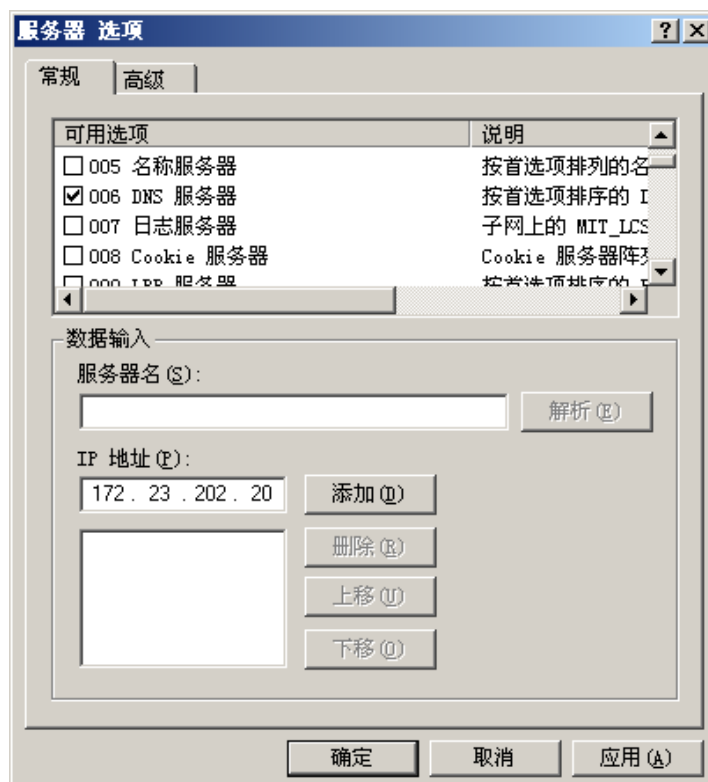 服务器 选项
常规 高级
可用选项 说明
005 名称服务器 按首选项排列的名
006 DNS 服务器 按首选项排序的 I
007 日志服务器 子网上的 MIT_LCS
008 Cookie 服务器 Cookie 服务器阵列
009 LPR 服务器 按首选项排序的
数据输入
服务器名(S):
解析(E)
IP 地址(P):
172 . 23 . 202 . 20 添加(D)
删除(R)
上移(U)
下移(O)
确定 取消 应用(A)